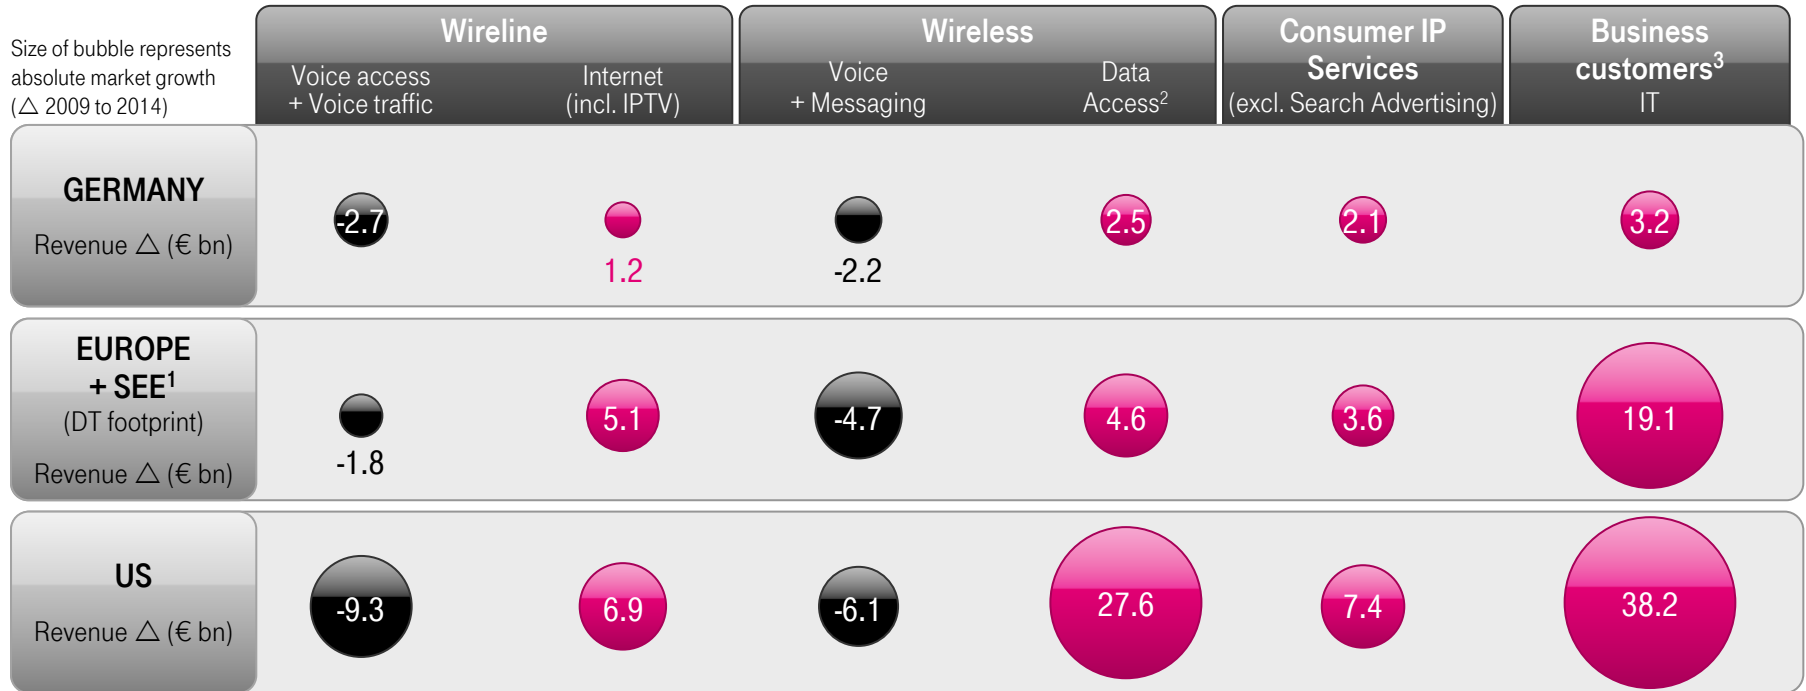 Size of bubble represents
absolute market growth
(△ 2009 to 2014)
Wireline
Voice access
+ Voice traffic
Internet
(incl. IPTV)
Wireless
Voice
+ Messaging
Data
Access²
Consumer IP
Services
(excl. Search Advertising)
Business
customers³
IT
GERMANY
Revenue △ (€ bn)
-2.7
1.2
-2.2
2.5
2.1
3.2
EUROPE
+ SEE¹
(DT footprint)
Revenue △ (€ bn)
-1.8
5.1
-4.7
4.6
3.6
19.1
US
Revenue △ (€ bn)
-9.3
6.9
-6.1
27.6
7.4
38.2